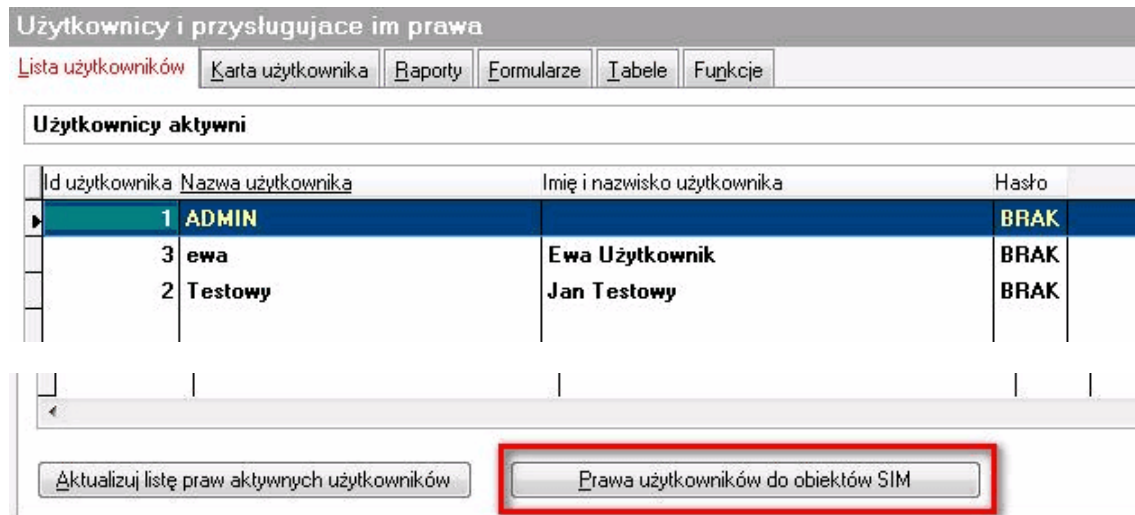 Użytkownicy i przysługujace im prawa
Lista użytkowników Karta użytkownika Raporty Formularze Tabele Funkcje
Użytkownicy aktywni
Id użytkownika Nazwa użytkownika Imię i nazwisko użytkownika Hasło
1 ADMIN BRAK
3 ewa Ewa Użytkownik BRAK
2 Testowy Jan Testowy BRAK
Aktualizuj listę praw aktywnych użytkowników Prawa użytkowników do obiektów SIM